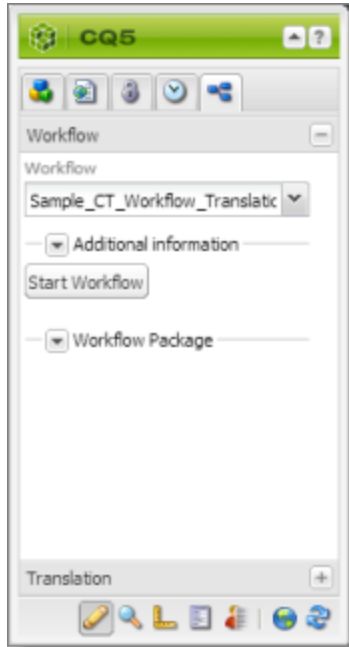 CQ5
?
Workflow
Workflow
Sample_CT_Workflow_Translatic
Additional information
Start Workflow
Workflow Package
Translation